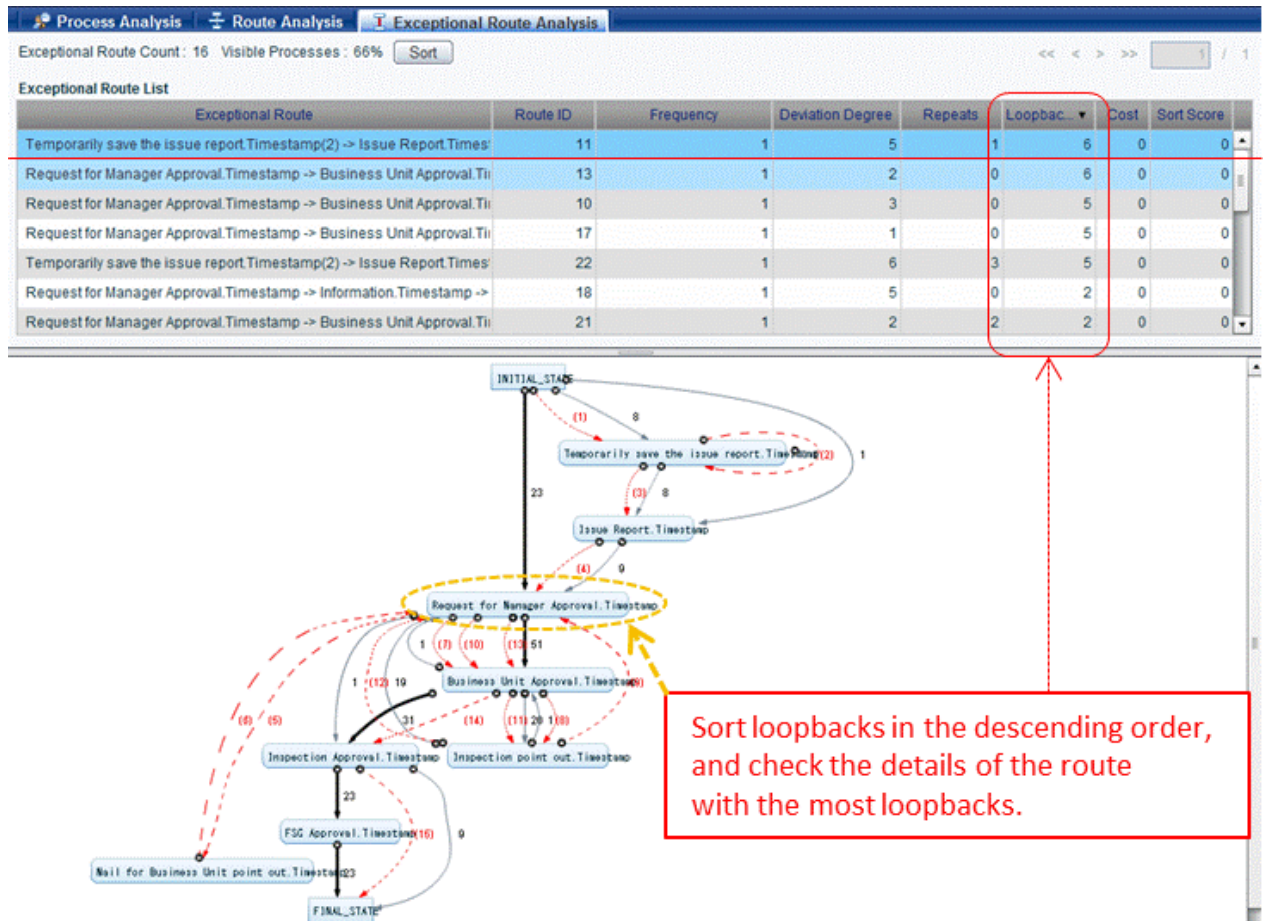 Process Analysis Route Analysis Exceptional Route Analysis
Exceptional Route Count : 16 Visible Processes : 66% Sort << < > >> 1 / 1
Exceptional Route List
Exceptional Route Route ID Frequency Deviation Degree Repeats Loopbac... ▼ Cost Sort Score
Temporarily save the issue report.Timestamp(2) -> Issue Report.Times 11 1 5 1 6 0 0
Request for Manager Approval.Timestamp -> Business Unit Approval.Ti 13 1 2 0 6 0 0
Request for Manager Approval.Timestamp -> Business Unit Approval.Ti 10 1 3 0 5 0 0
Request for Manager Approval.Timestamp -> Business Unit Approval.Ti 17 1 1 0 5 0 0
Temporarily save the issue report.Timestamp(2) -> Issue Report.Times 22 1 6 3 5 0 0
Request for Manager Approval.Timestamp -> Information.Timestamp -> 18 1 5 0 2 0 0
Request for Manager Approval.Timestamp -> Business Unit Approval.Ti 21 1 2 2 2 0 0
INITIAL_STATE
(1) 8
Temporarily save the issue report.Timestamp (2) 1
23 (3) 8
Issue Report.Timestamp
(4) 9
Request for Manager Approval.Timestamp
1 (7) (10) (13) 51
1 (12) 19 Business Unit Approval.Timestamp (9)
(6) (5) 31 (14) (11) 20 1 (8)
Inspection Approval.Timestamp Inspection point out.Timestamp
23
FSG Approval.Timestamp (16) 9
Mail for Business Unit point out.Timestamp 23
FINAL_STATE
Sort loopbacks in the descending order,
and check the details of the route
with the most loopbacks.